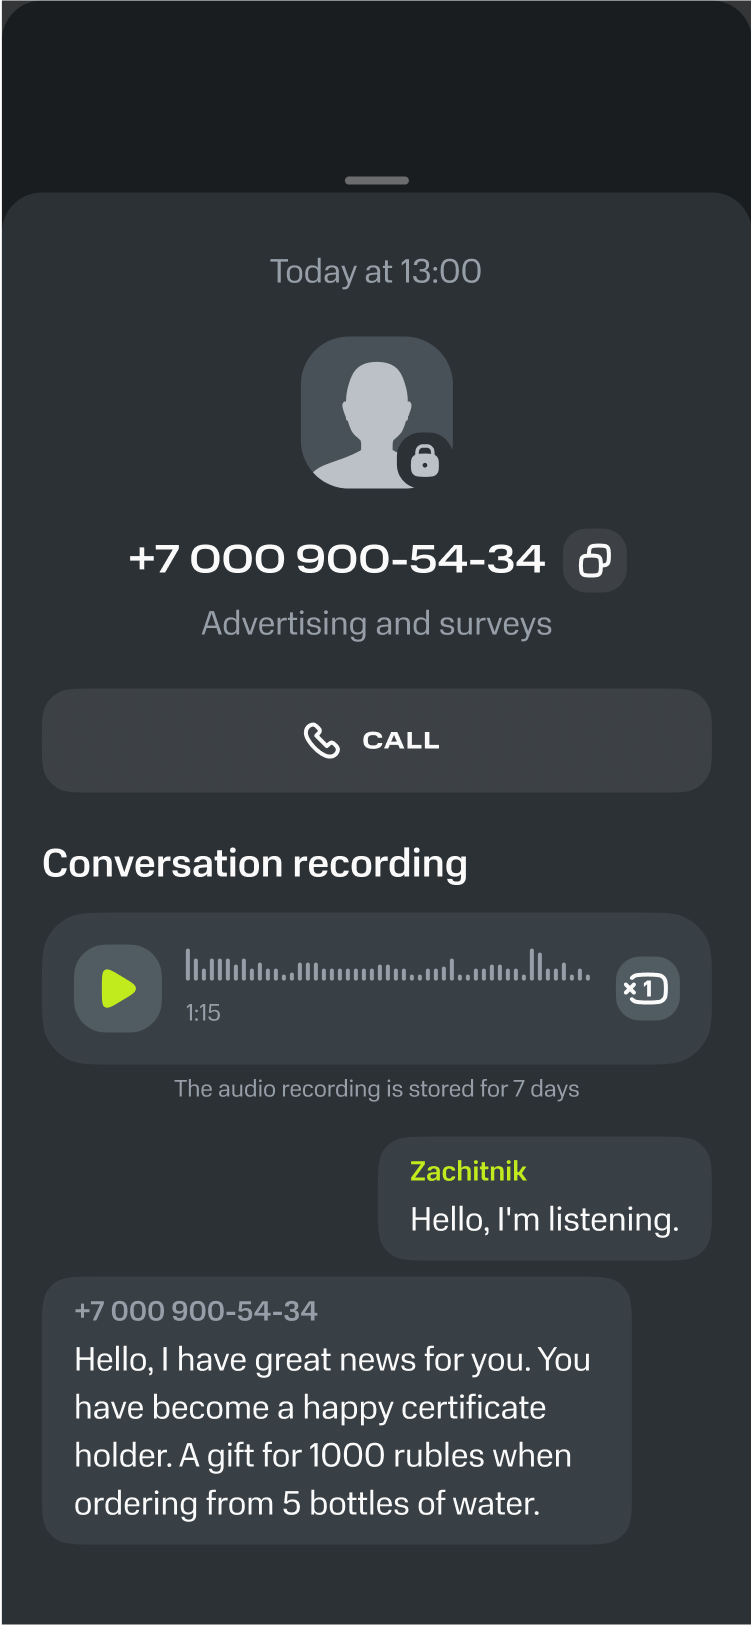 Today at 13:00
+7 000 900-54-34
Advertising and surveys
CALL
Conversation recording
1:15
×1
The audio recording is stored for 7 days
Zachitnik
Hello, I'm listening.
+7 000 900-54-34
Hello, I have great news for you. You
have become a happy certificate
holder. A gift for 1000 rubles when
ordering from 5 bottles of water.